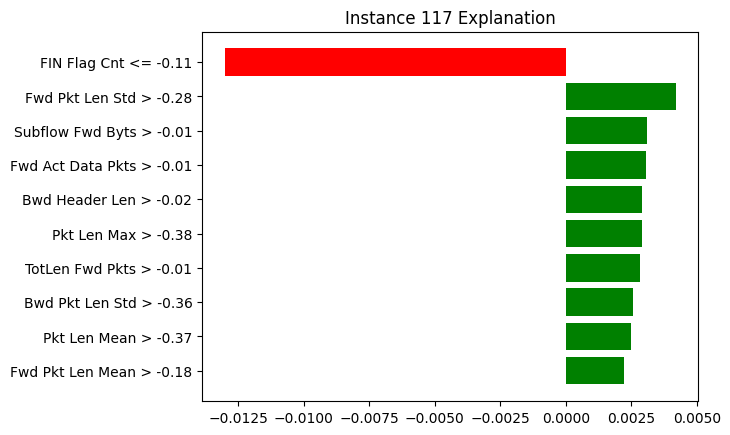 Instance 117 Explanation
FIN Flag Cnt <= -0.11
Fwd Pkt Len Std > -0.28
Subflow Fwd Byts > -0.01
Fwd Act Data Pkts > -0.01
Bwd Header Len > -0.02
Pkt Len Max > -0.38
TotLen Fwd Pkts > -0.01
Bwd Pkt Len Std > -0.36
Pkt Len Mean > -0.37
Fwd Pkt Len Mean > -0.18
−0.0125 −0.0100 −0.0075 −0.0050 −0.0025 0.0000 0.0025 0.0050